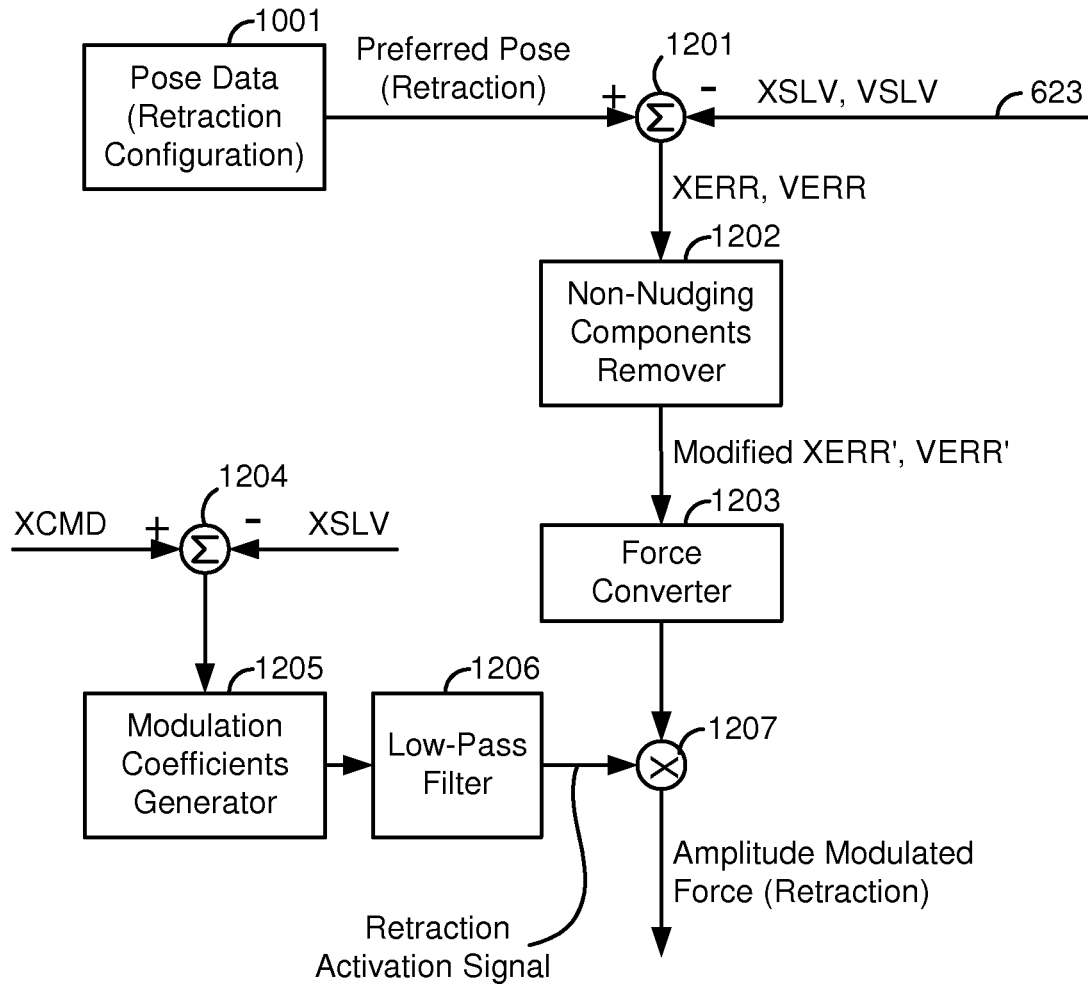 1001
Pose Data
(Retraction
Configuration)
Preferred Pose
(Retraction)
1201
+
-
Σ
XSLV, VSLV
623
XERR, VERR
1202
Non-Nudging
Components
Remover
Modified XERR', VERR'
1203
Force
Converter
1204
XCMD
+
-
Σ
XSLV
1205
Modulation
Coefficients
Generator
1206
Low-Pass
Filter
1207
X
Retraction
Activation Signal
Amplitude Modulated
Force (Retraction)